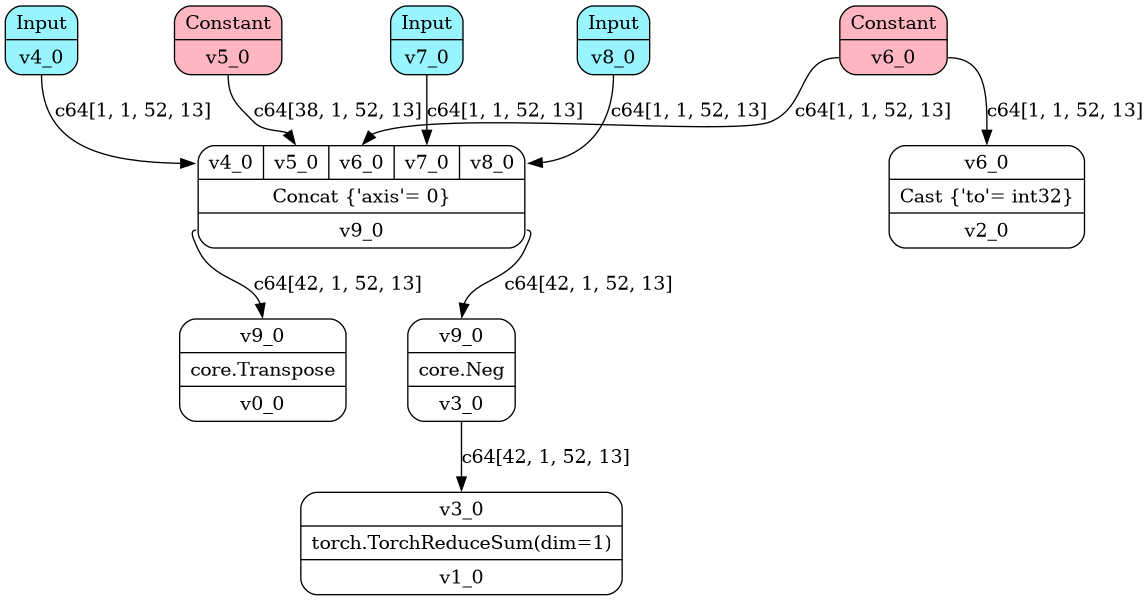 Input
v4_0
Constant
v5_0
Input
v7_0
Input
v8_0
Constant
v6_0
c64[1, 1, 52, 13]
c64[38, 1, 52, 13]
c64[1, 1, 52, 13]
c64[1, 1, 52, 13]
c64[1, 1, 52, 13]
c64[1, 1, 52, 13]
v4_0 v5_0 v6_0 v7_0 v8_0
Concat {'axis'= 0}
v9_0
v6_0
Cast {'to'= int32}
v2_0
c64[42, 1, 52, 13]
c64[42, 1, 52, 13]
v9_0
core.Transpose
v0_0
v9_0
core.Neg
v3_0
c64[42, 1, 52, 13]
v3_0
torch.TorchReduceSum(dim=1)
v1_0